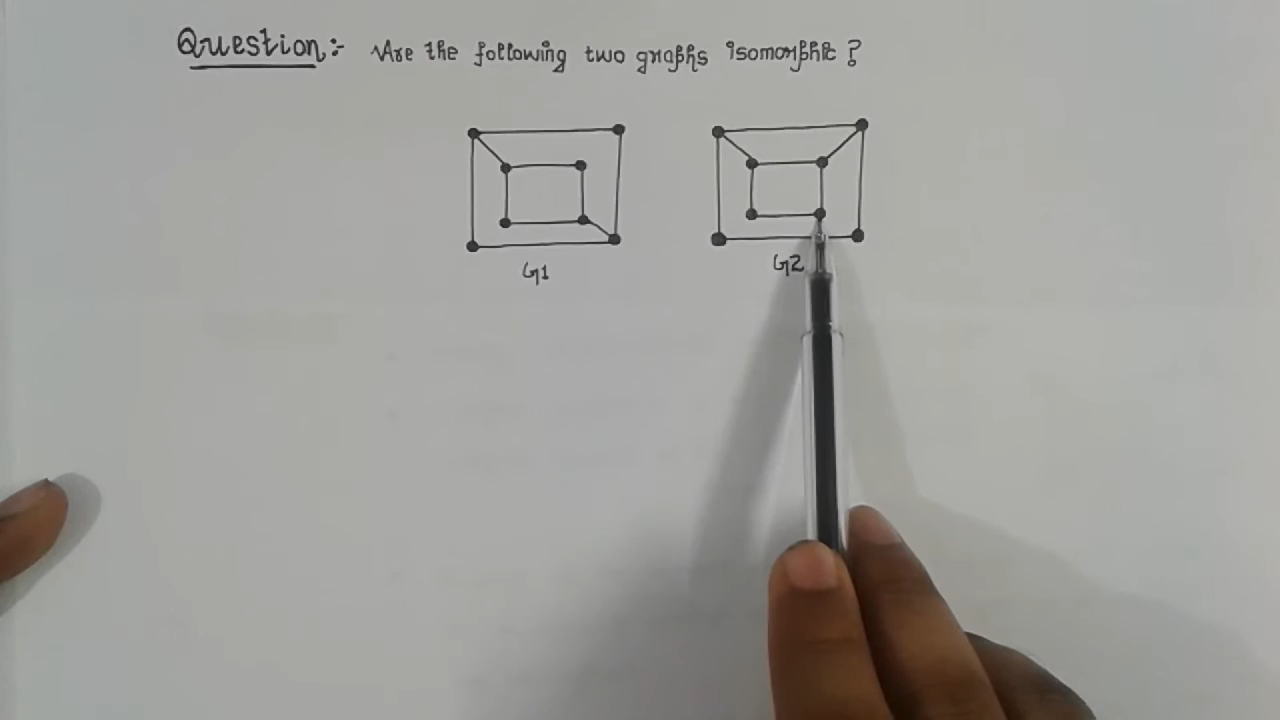 Question:- Are the following two graphs isomorphic?
G1 G2